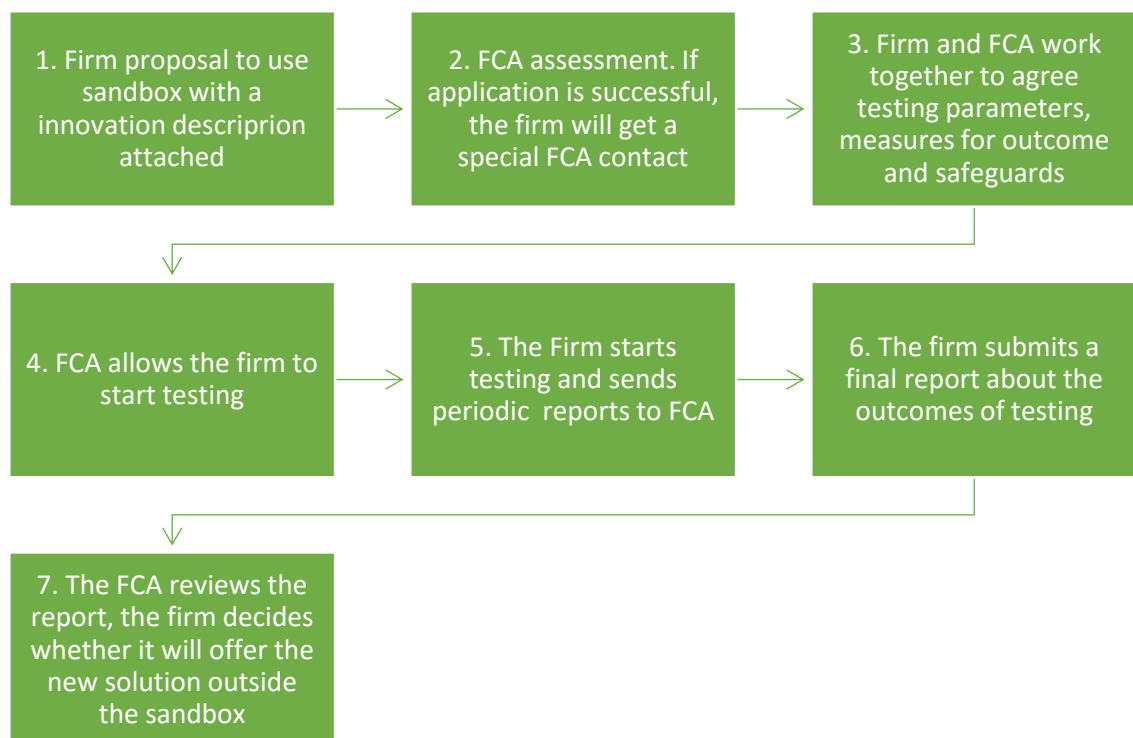 1. Firm proposal to use
sandbox with a
innovation descriprion
attached
2. FCA assessment. If
application is successful,
the firm will get a
special FCA contact
3. Firm and FCA work
together to agree
testing parameters,
measures for outcome
and safeguards
4. FCA allows the firm to
start testing
5. The Firm starts
testing and sends
periodic reports to FCA
6. The firm submits a
final report about the
outcomes of testing
7. The FCA reviews the
report, the firm decides
whether it will offer the
new solution outside
the sandbox